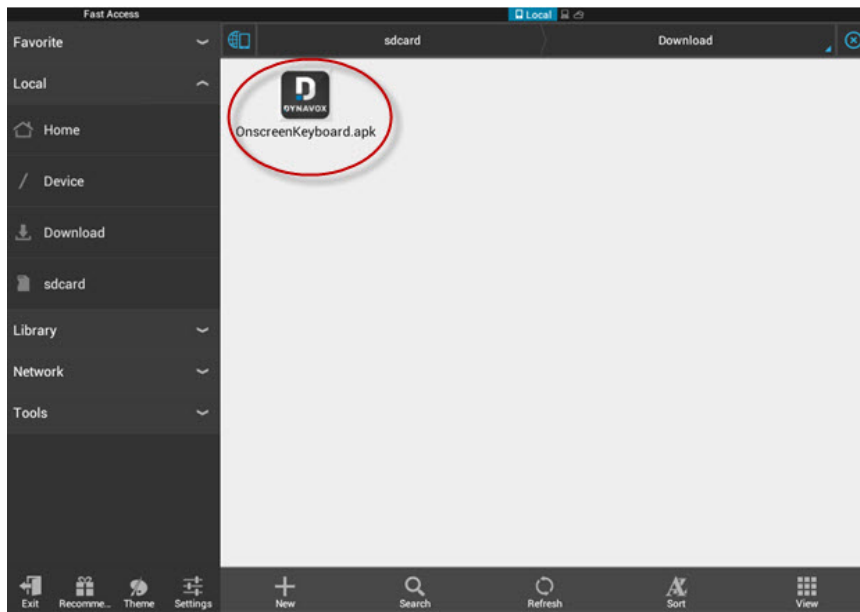 Fast Access
Local
Favorite
sdcard
Download
Local
DYNAVOX
OnscreenKeyboard.apk
Home
Device
Download
sdcard
Library
Network
Tools
Exit
Recomme...
Theme
Settings
New
Search
Refresh
Sort
View